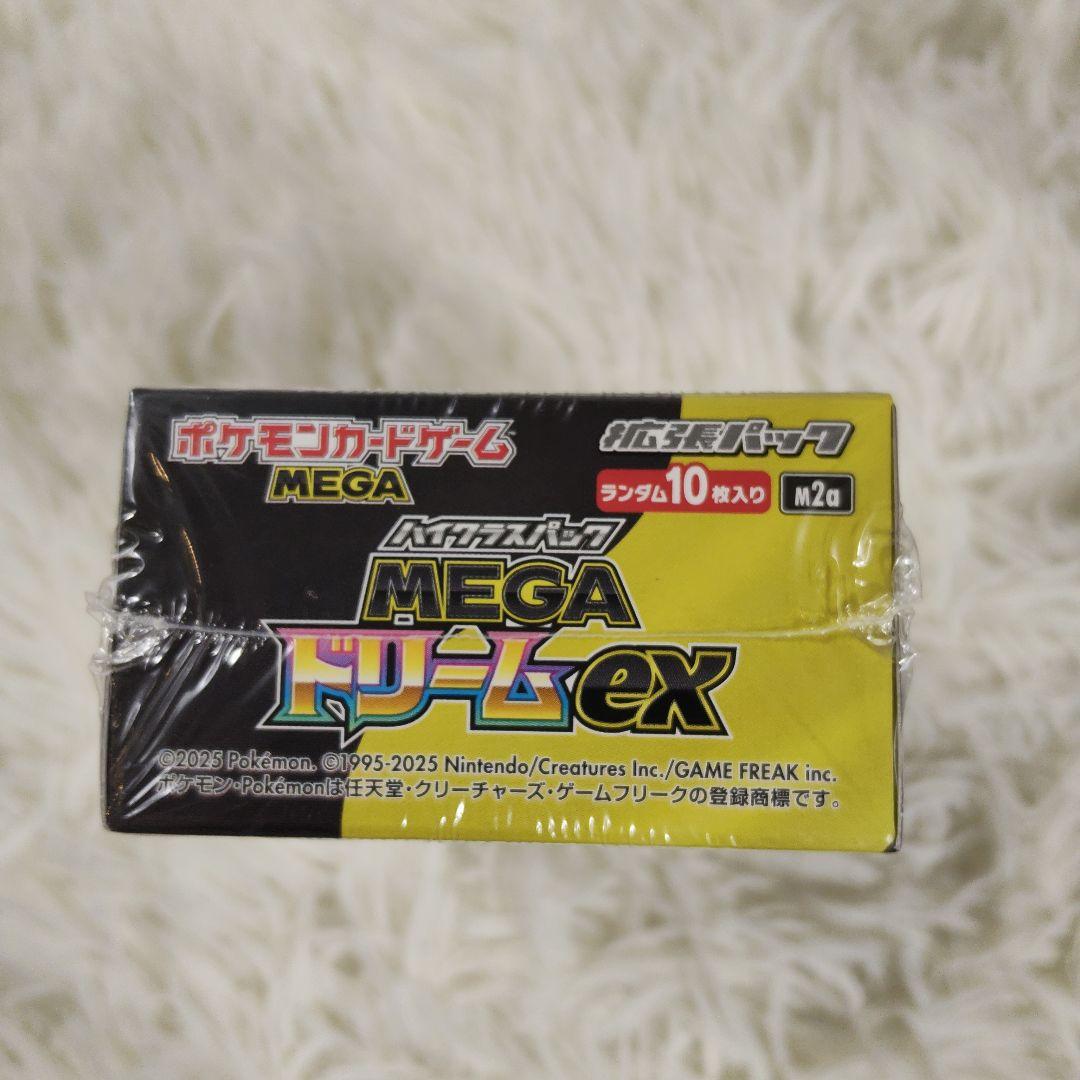 ポケモンカードゲーム
MEGA
拡張パック
ランダム10枚入り M2a
ハイクラスパック
MEGA
ドリームex
©2025 Pokémon. ©1995-2025 Nintendo/Creatures Inc./GAME FREAK inc.
ポケモン・Pokémonは任天堂・クリーチャーズ・ゲームフリークの登録商標です。